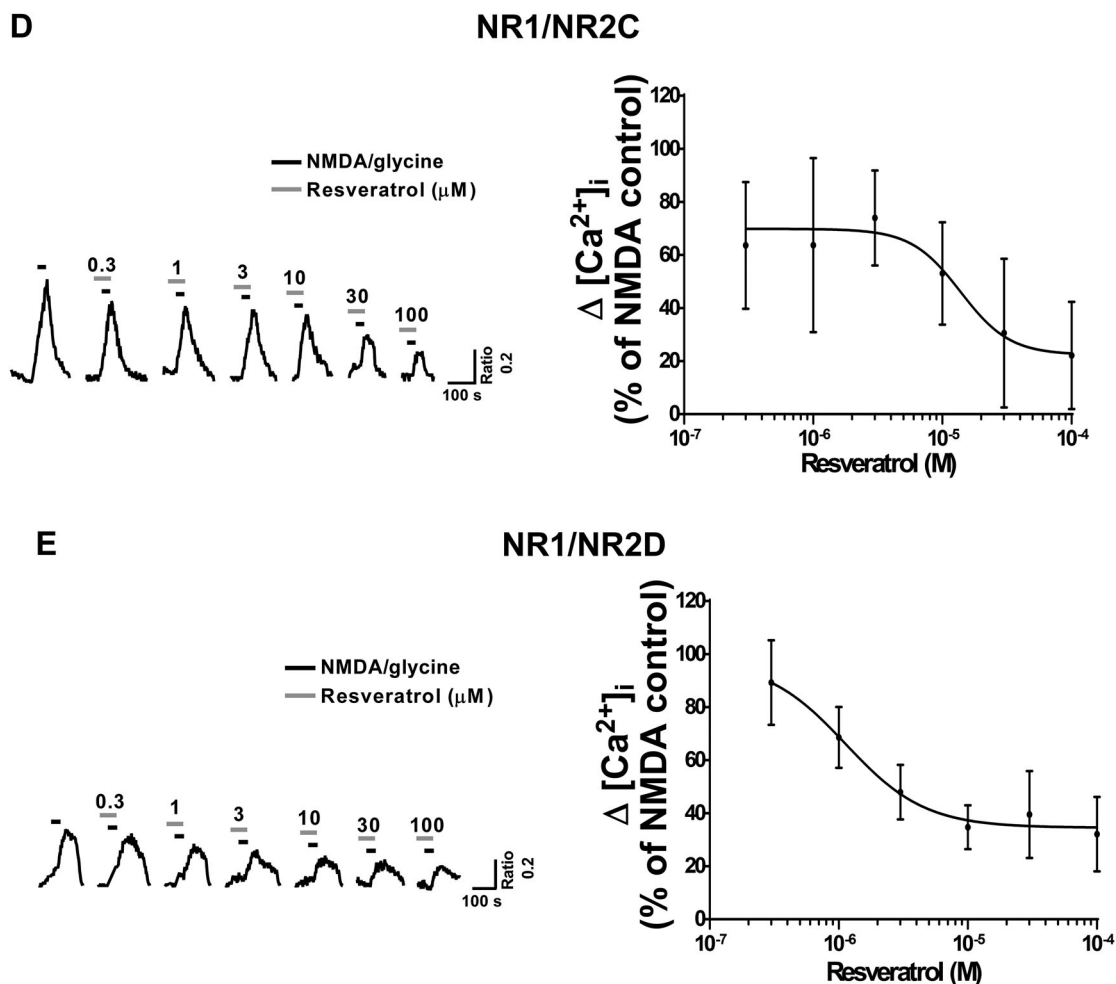 D
NR1/NR2C
NMDA/glycine
Resveratrol (μM)
0.3 1 3 10 30 100
Ratio
0.2
100 s
Δ [Ca²⁺]i
(% of NMDA control)
120
100
80
60
40
20
0
10⁻⁷ 10⁻⁶ 10⁻⁵ 10⁻⁴
Resveratrol (M)
E
NR1/NR2D
NMDA/glycine
Resveratrol (μM)
0.3 1 3 10 30 100
Ratio
0.2
100 s
Δ [Ca²⁺]i
(% of NMDA control)
120
100
80
60
40
20
0
10⁻⁷ 10⁻⁶ 10⁻⁵ 10⁻⁴
Resveratrol (M)